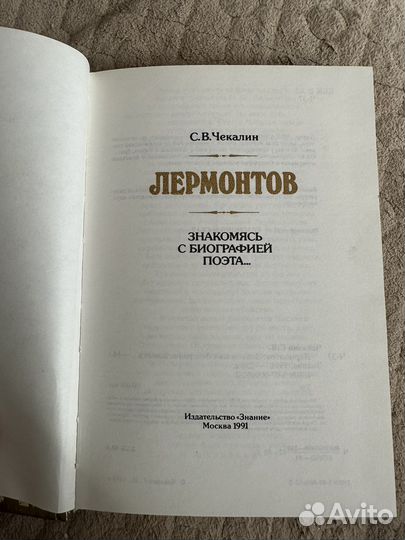 С.В.Чекалин
ЛЕРМОНТОВ
ЗНАКОМЯСЬ
С БИОГРАФИЕЙ
ПОЭТА...
Издательство «Знание»
Москва 1991
Avito